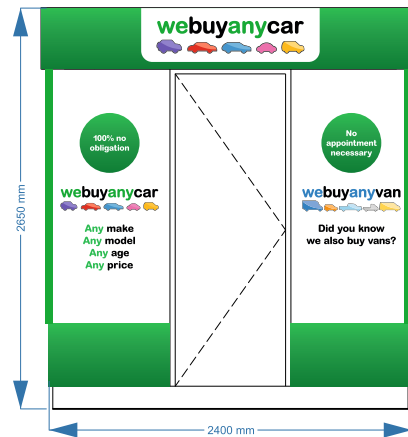 webuyanycar
100% no
obligation
webuyanycar
Any make
Any model
Any age
Any price
No
appointment
necessary
webuyanyvan
Did you know
we also buy vans?
2650 mm
2400 mm